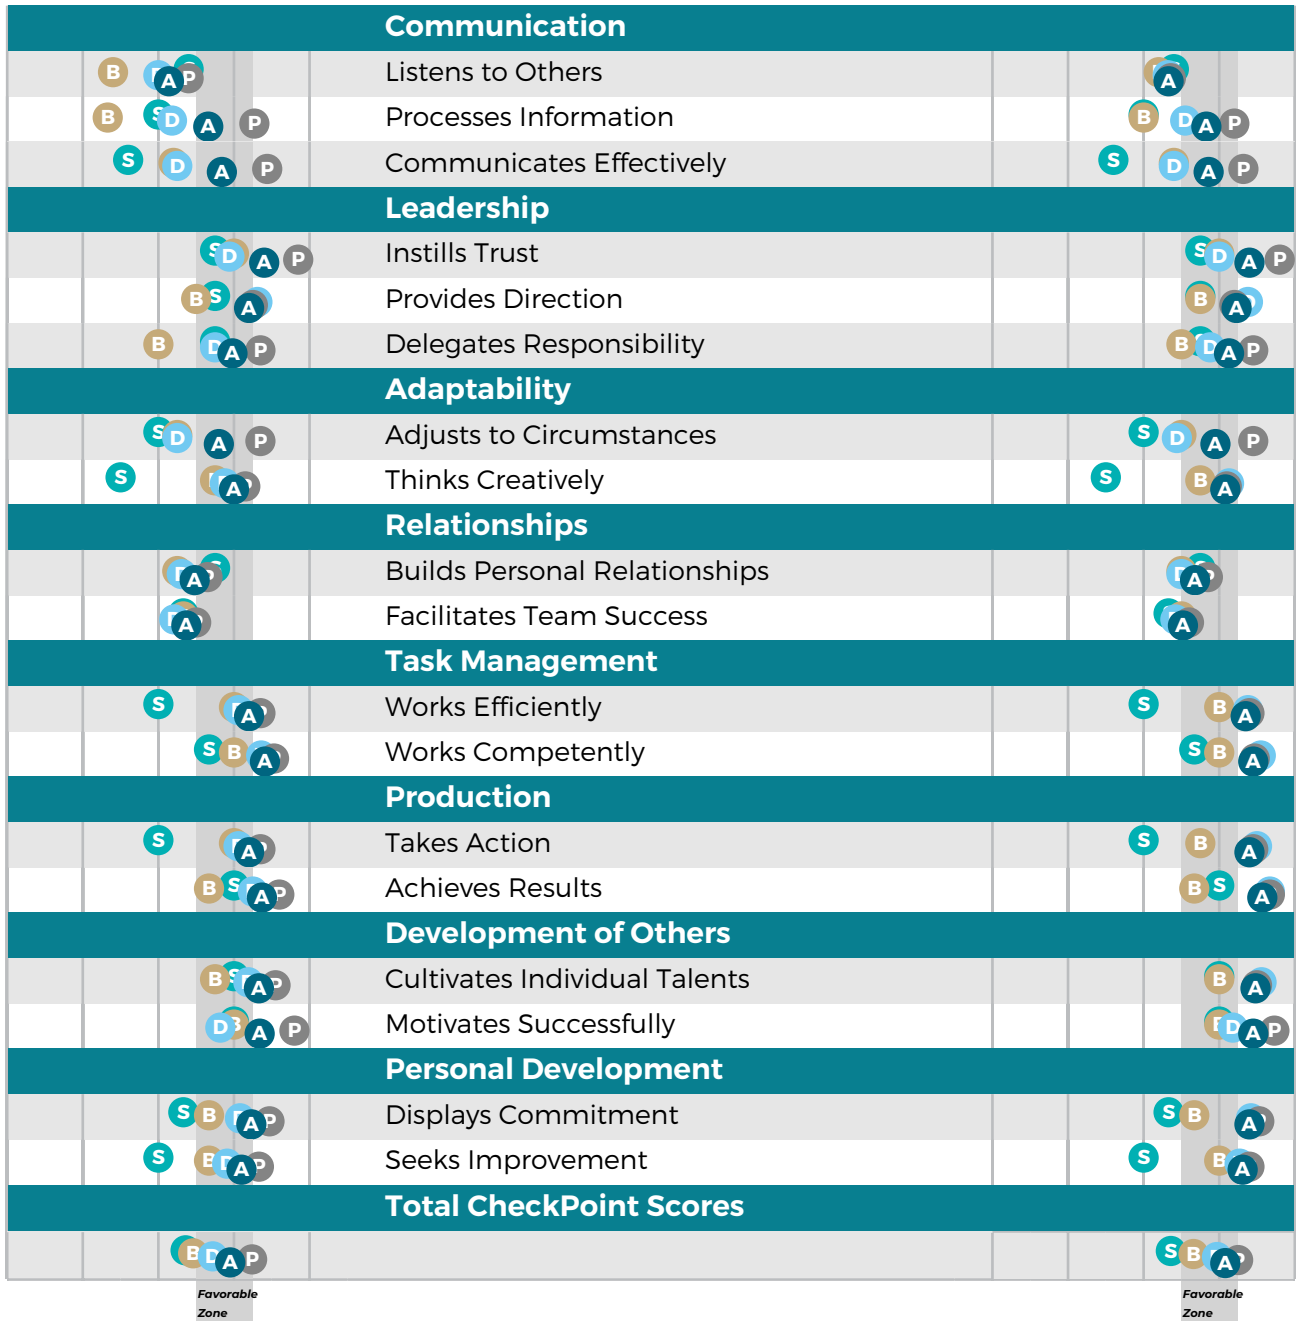 Communication
B A P Listens to Others A
B S D A P Processes Information B D A P
S D A P Communicates Effectively S D A P
Leadership
S D A P Instills Trust S D A P
B S A Provides Direction B A
B D A P Delegates Responsibility B D A P
Adaptability
S D A P Adjusts to Circumstances S D A P
S A Thinks Creatively S B A
Relationships
A Builds Personal Relationships A
A Facilitates Team Success A
Task Management
S A Works Efficiently S B A
S B A Works Competently S B A
Production
S A Takes Action S B A
B S A P Achieves Results B S A
Development of Others
B S A P Cultivates Individual Talents B A
D B A P Motivates Successfully D A P
Personal Development
S B A P Displays Commitment S B A
S B D A P Seeks Improvement S B A
Total CheckPoint Scores
B D A P S B A
Favorable Favorable
Zone Zone